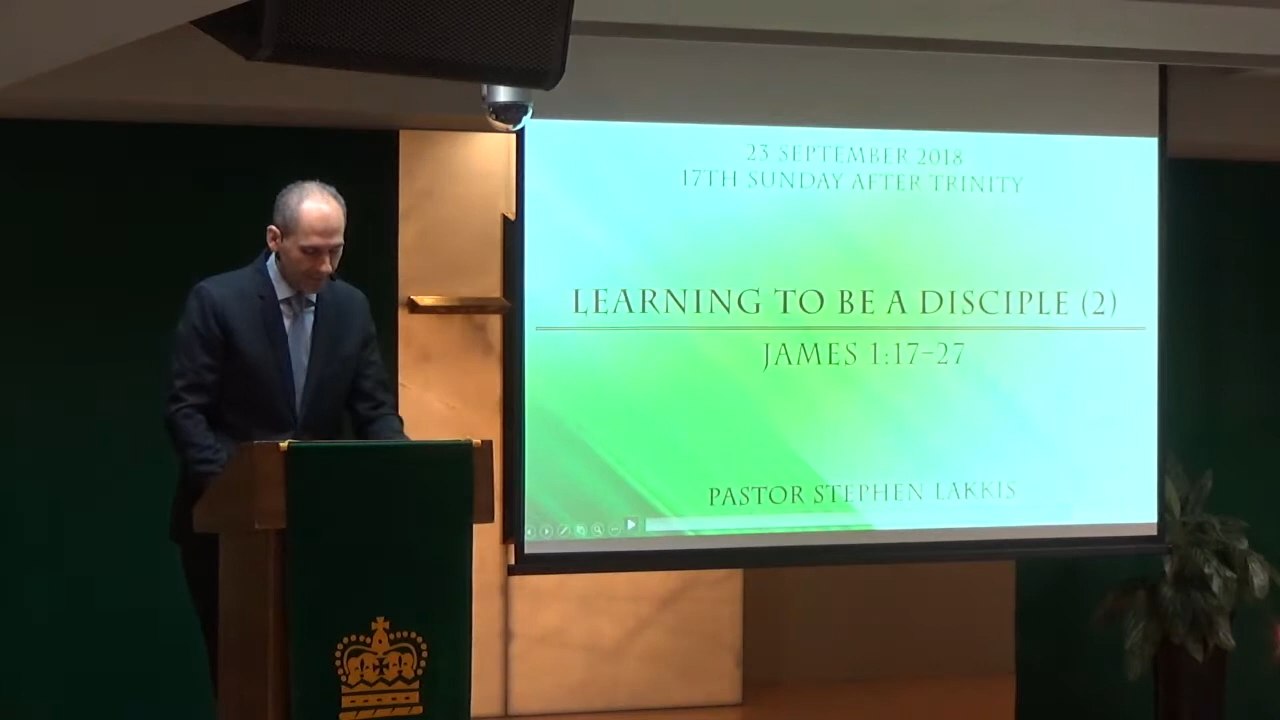 23 SEPTEMBER 2018
17TH SUNDAY AFTER TRINITY
LEARNING TO BE A DISCIPLE (2)
JAMES 1:17–27
PASTOR STEPHEN LAKKIS